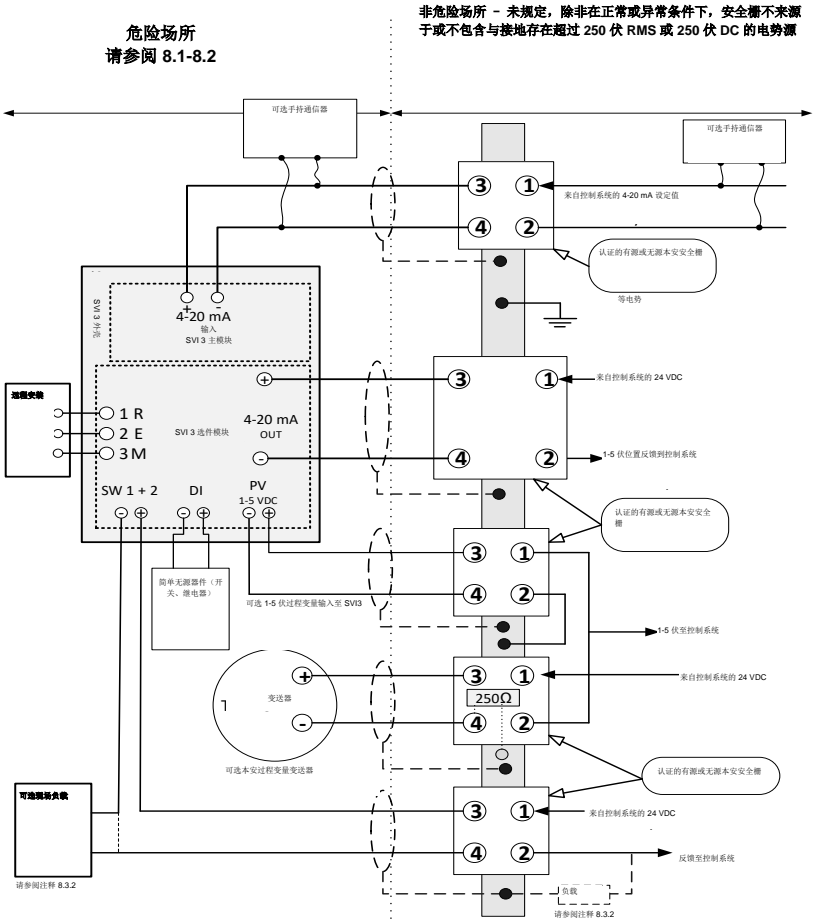 危险场所
请参阅 8.1-8.2
非危险场所 - 未规定，除非在正常或异常条件下，安全栅不来源
于或不包含与接地存在超过 250 伏 RMS 或 250 伏 DC 的电势源
可选手持通信器
可选手持通信器
3
1
来自控制系统的 4-20 mA 设定值
4
2
认证的有源或无源本安安全
栅
等电势
SVI 3 外壳
+
-
4-20 mA
输入
SVI 3 主模块
+
3
1
来自控制系统的 24 VDC
远程安装
1 R
2 E
3 M
SVI 3 选件模块
4-20 mA
OUT
-
4
2
1-5 伏位置反馈到控制系统
SW 1 + 2
DI
PV
1-5 VDC
-
+
-
+
-
+
认证的有源或无源本安安全
栅
3
1
简单无源器件（开
关、继电器）
可选 1-5 伏过程变量输入至 SVI3
4
2
1-5 伏至控制系统
+
变送器
3
1
来自控制系统的 24 VDC
250Ω
-
4
2
可选本安过程变量变送器
认证的有源或无源本安安全栅
可选现场负载
3
1
来自控制系统的 24 VDC
4
2
反馈至控制系统
请参阅注释 8.3.2
负载
请参阅注释 8.3.2